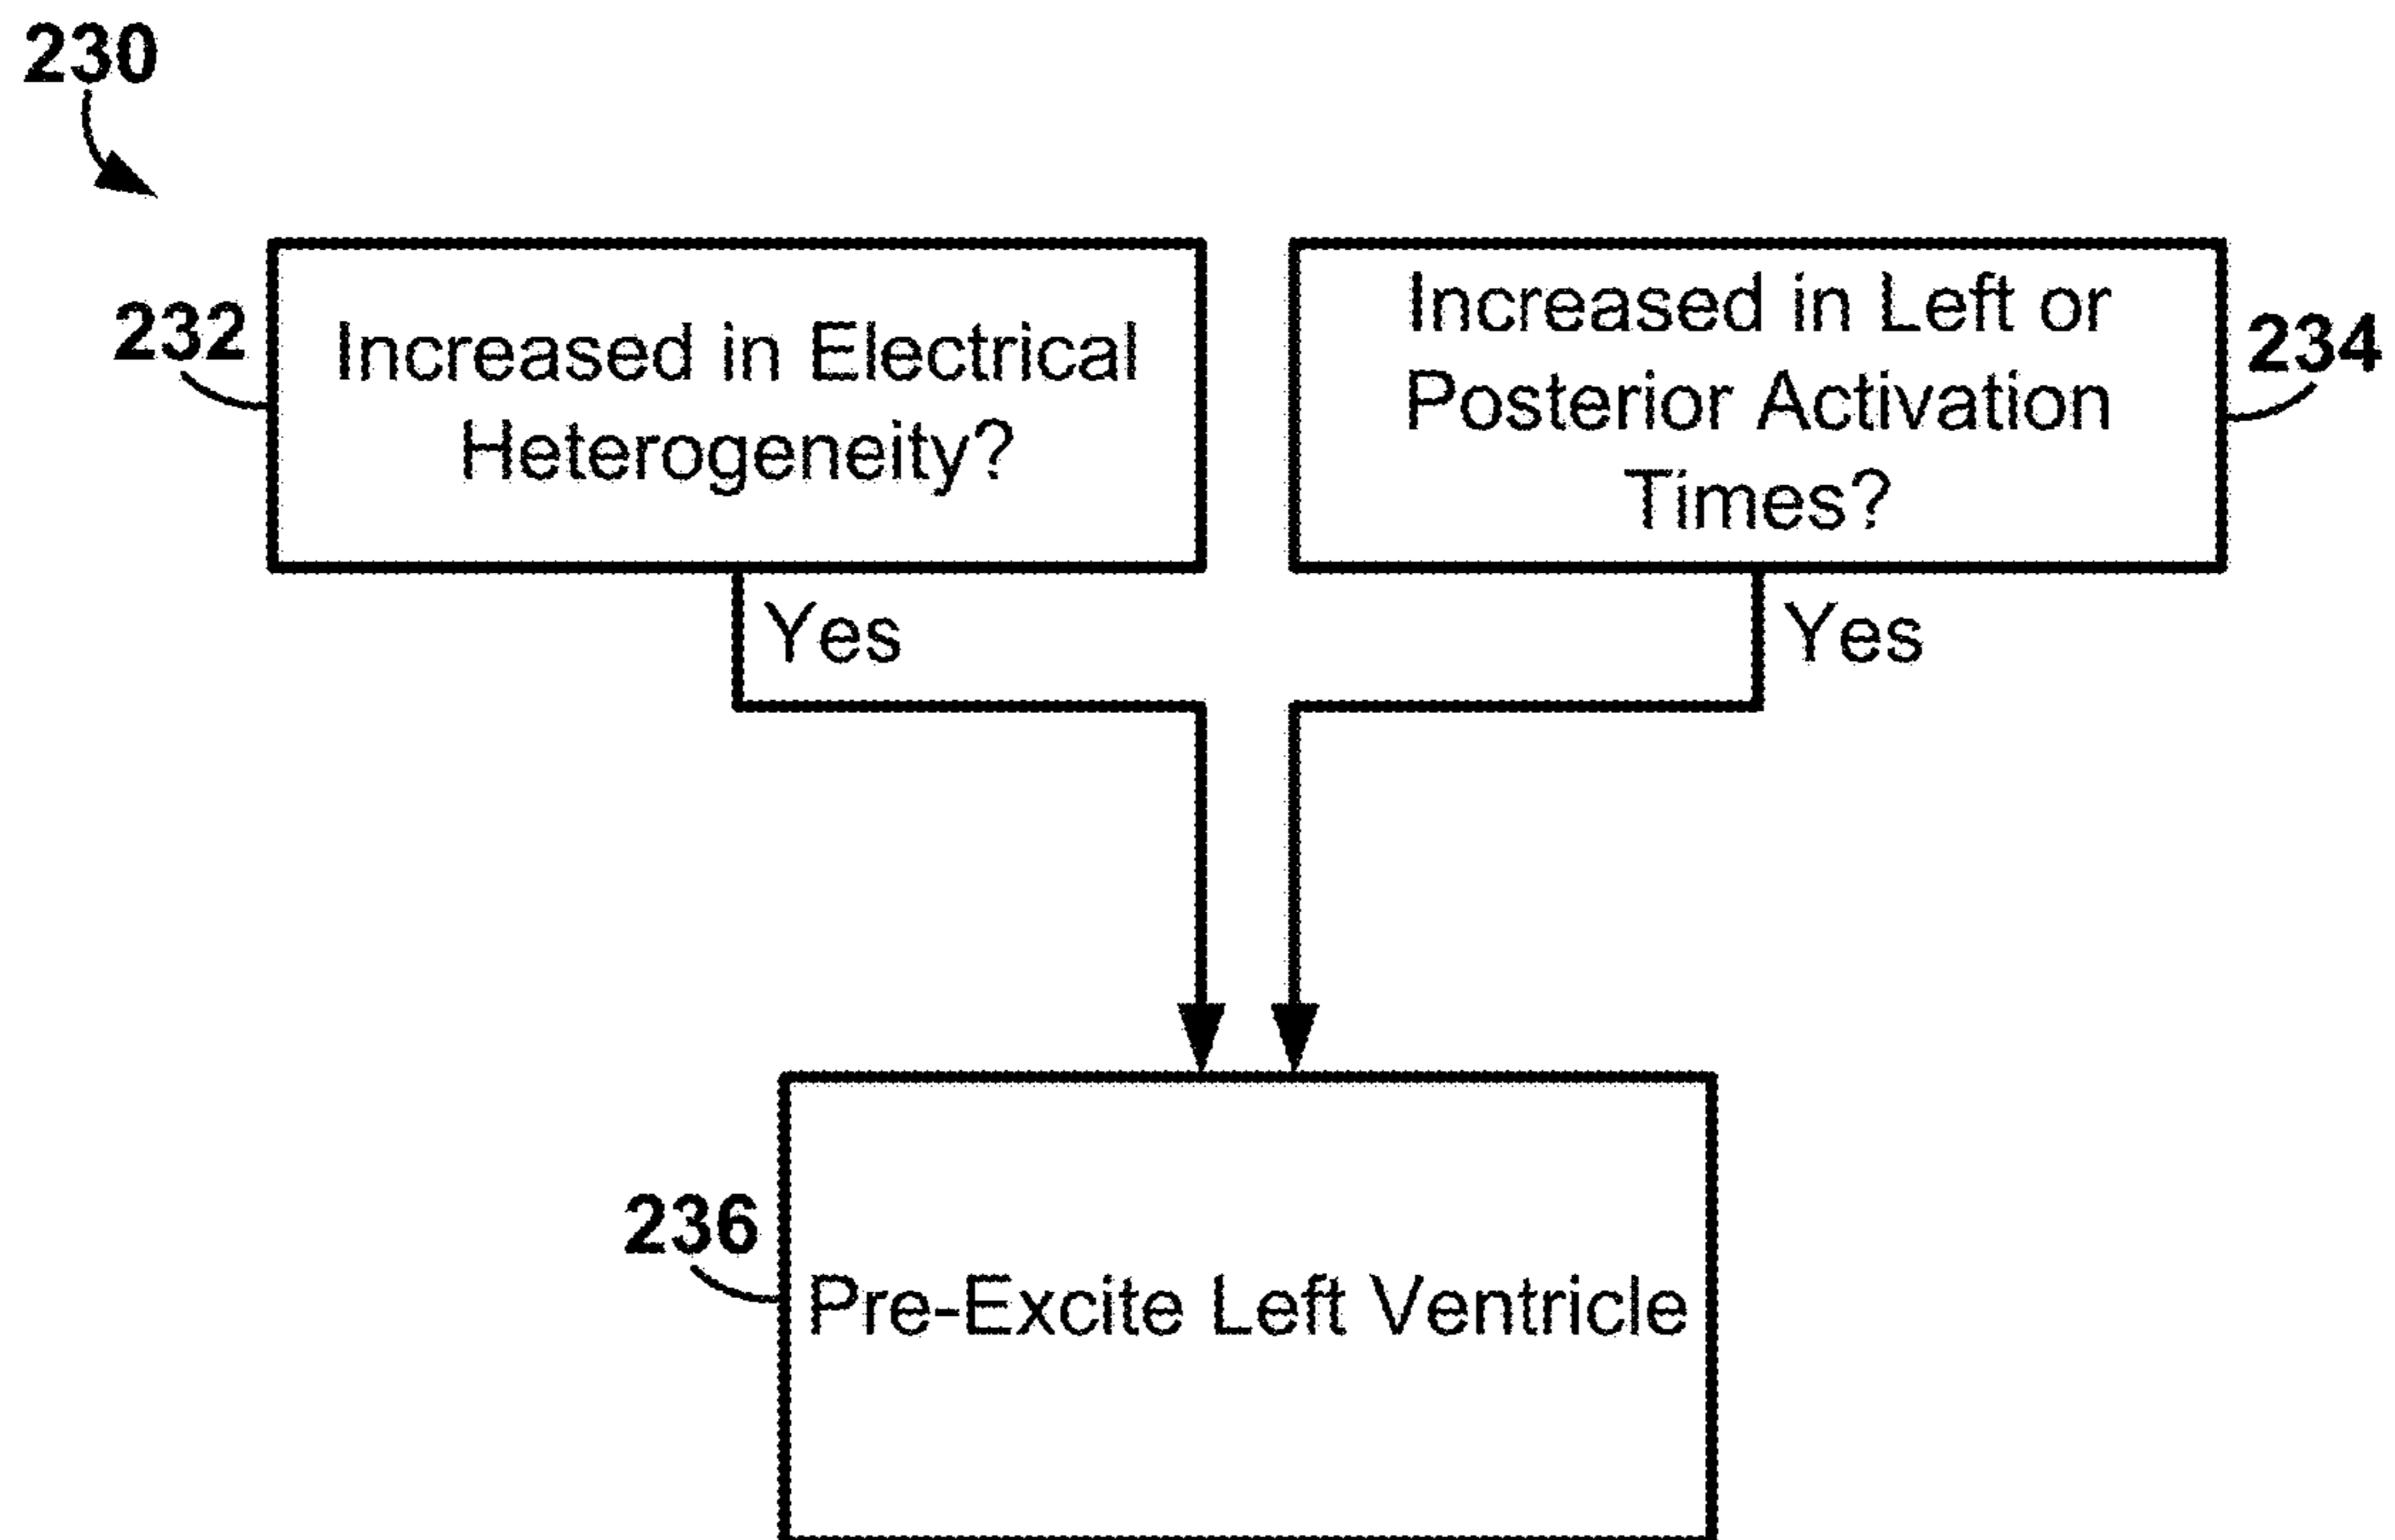 230
232
Increased in Electrical
Heterogeneity?
Increased in Left or
Posterior Activation
Times?
234
Yes
Yes
236
Pre-Excite Left Ventricle